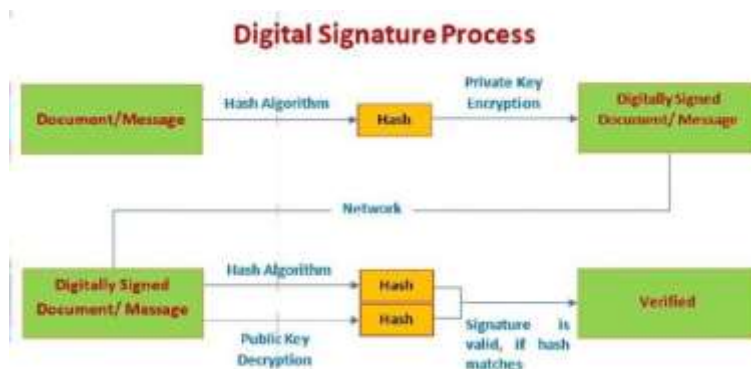 Digital Signature Process
Document/Message
Hash Algorithm
Hash
Private Key
Encryption
Digitally Signed
Document/ Message
Network
Digitally Signed
Document/ Message
Hash Algorithm
Hash
Public Key
Decryption
Hash
Signature is
valid, if hash
matches
Verified